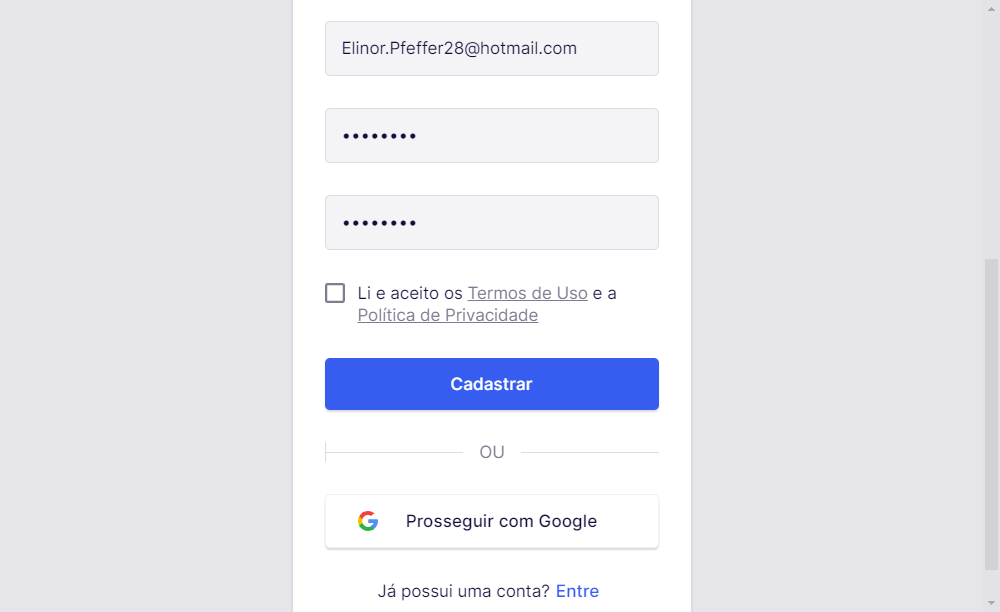 Elinor.Pfeffer28@hotmail.com
••••••••
••••••••
Li e aceito os Termos de Uso e a
Política de Privacidade
Cadastrar
OU
Prosseguir com Google
Já possui uma conta? Entre